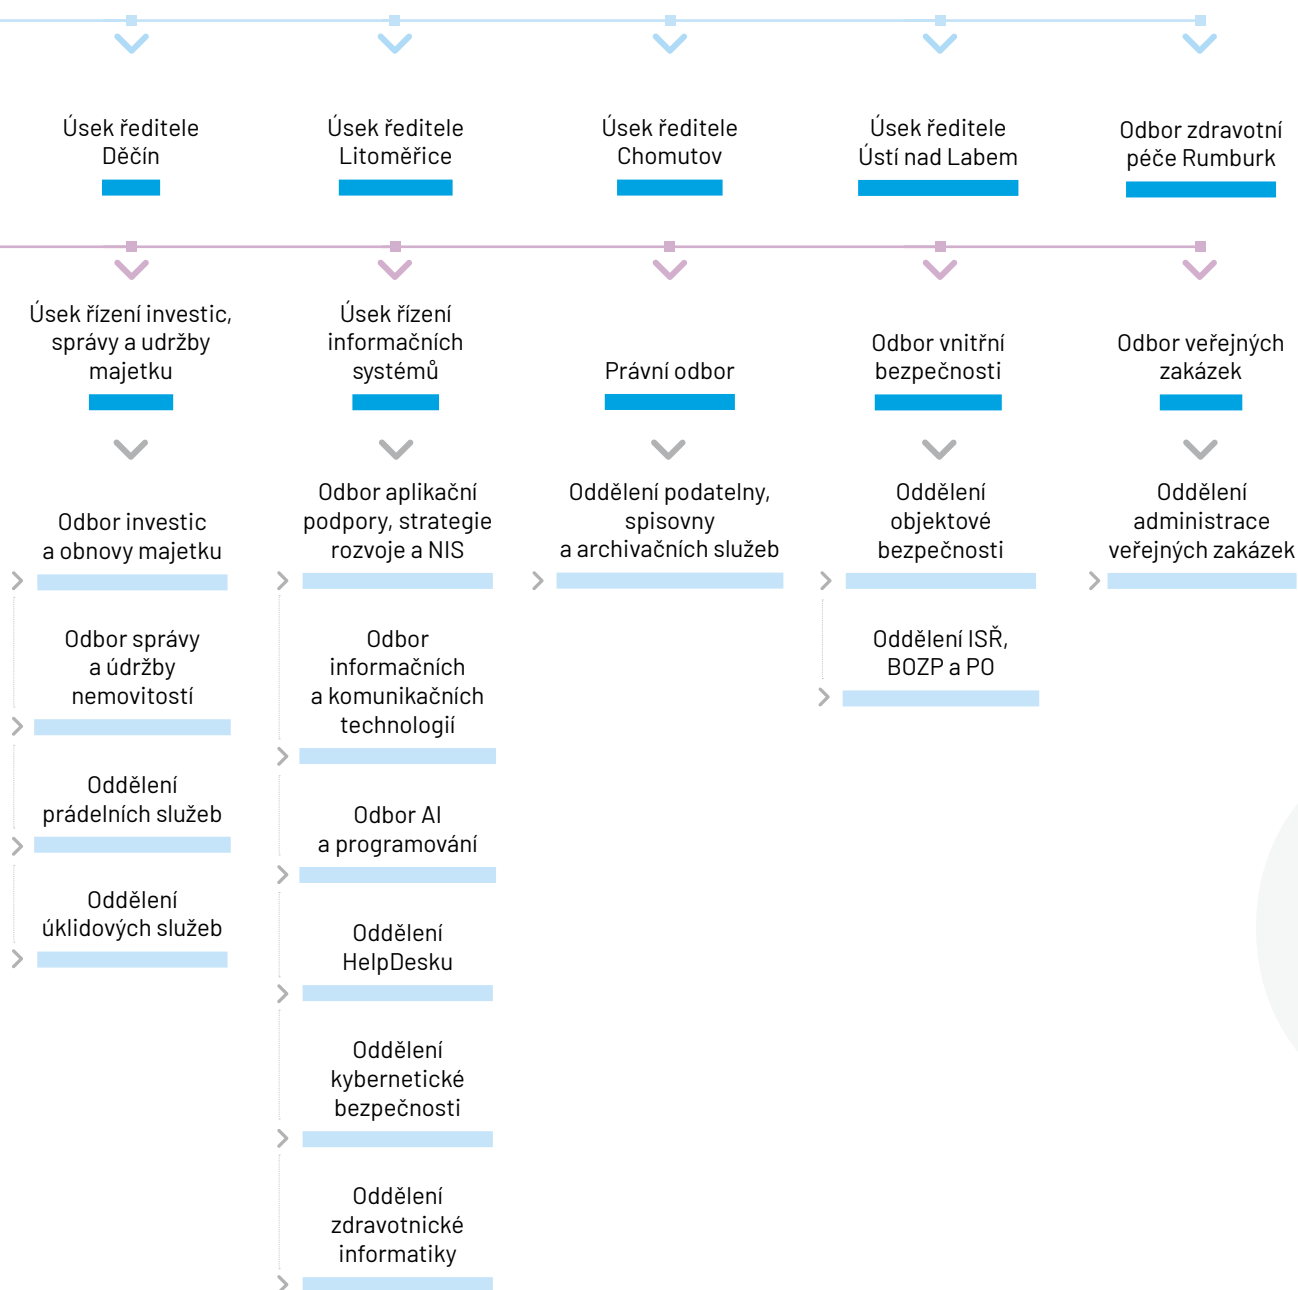 Úsek ředitele
Děčín
Úsek ředitele
Litoměřice
Úsek ředitele
Chomutov
Úsek ředitele
Ústí nad Labem
Odbor zdravotní
péče Rumburk
Úsek řízení investic,
správy a udržby
majetku
Úsek řízení
informačních
systémů
Právní odbor
Odbor vnitřní
bezpečnosti
Odbor veřejných
zakázek
Odbor investic
a obnovy majetku
Odbor správy
a údržby
nemovitostí
Oddělení
prádelních služeb
Oddělení
úklidových služeb
Odbor aplikační
podpory, strategie
rozvoje a NIS
Odbor
informačních
a komunikačních
technologií
Odbor AI
a programování
Oddělení
HelpDesku
Oddělení
kybernetické
bezpečnosti
Oddělení
zdravotnické
informatiky
Oddělení podatelny,
spisovny
a archivačních služeb
Oddělení
objektové
bezpečnosti
Oddělení ISŘ,
BOZP a PO
Oddělení
administrace
veřejných zakázek